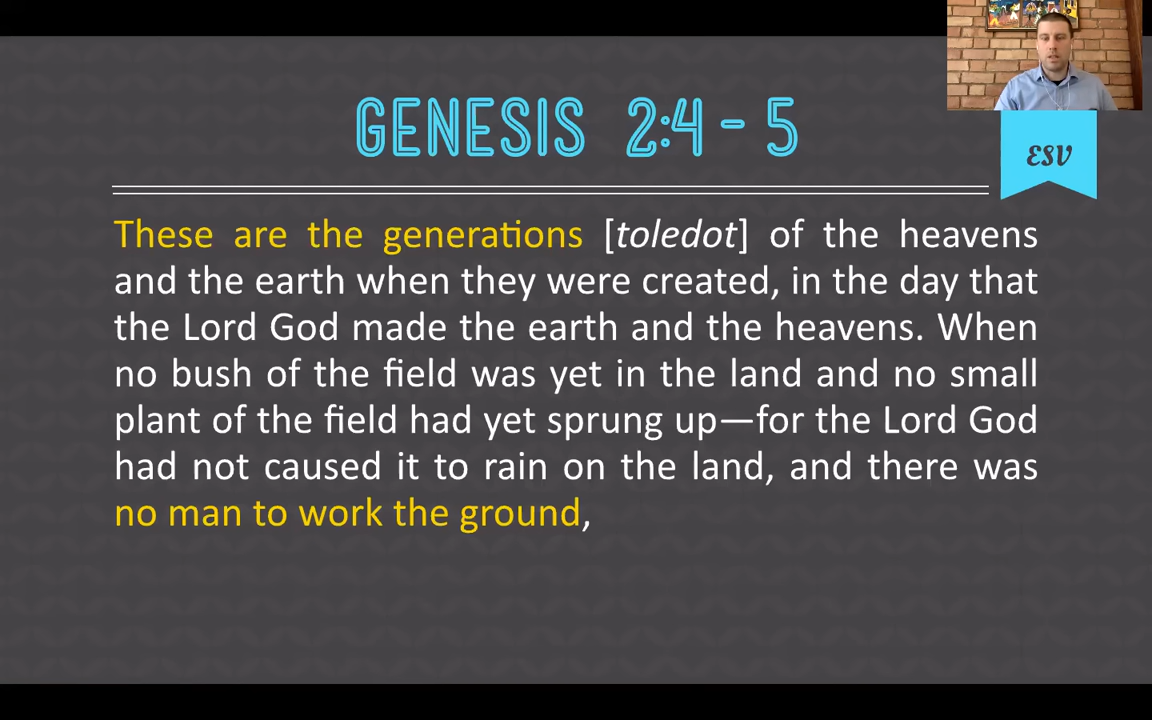 GENESIS 2:4 - 5
ESV
These are the generations [toledot] of the heavens
and the earth when they were created, in the day that
the Lord God made the earth and the heavens. When
no bush of the field was yet in the land and no small
plant of the field had yet sprung up—for the Lord God
had not caused it to rain on the land, and there was
no man to work the ground,